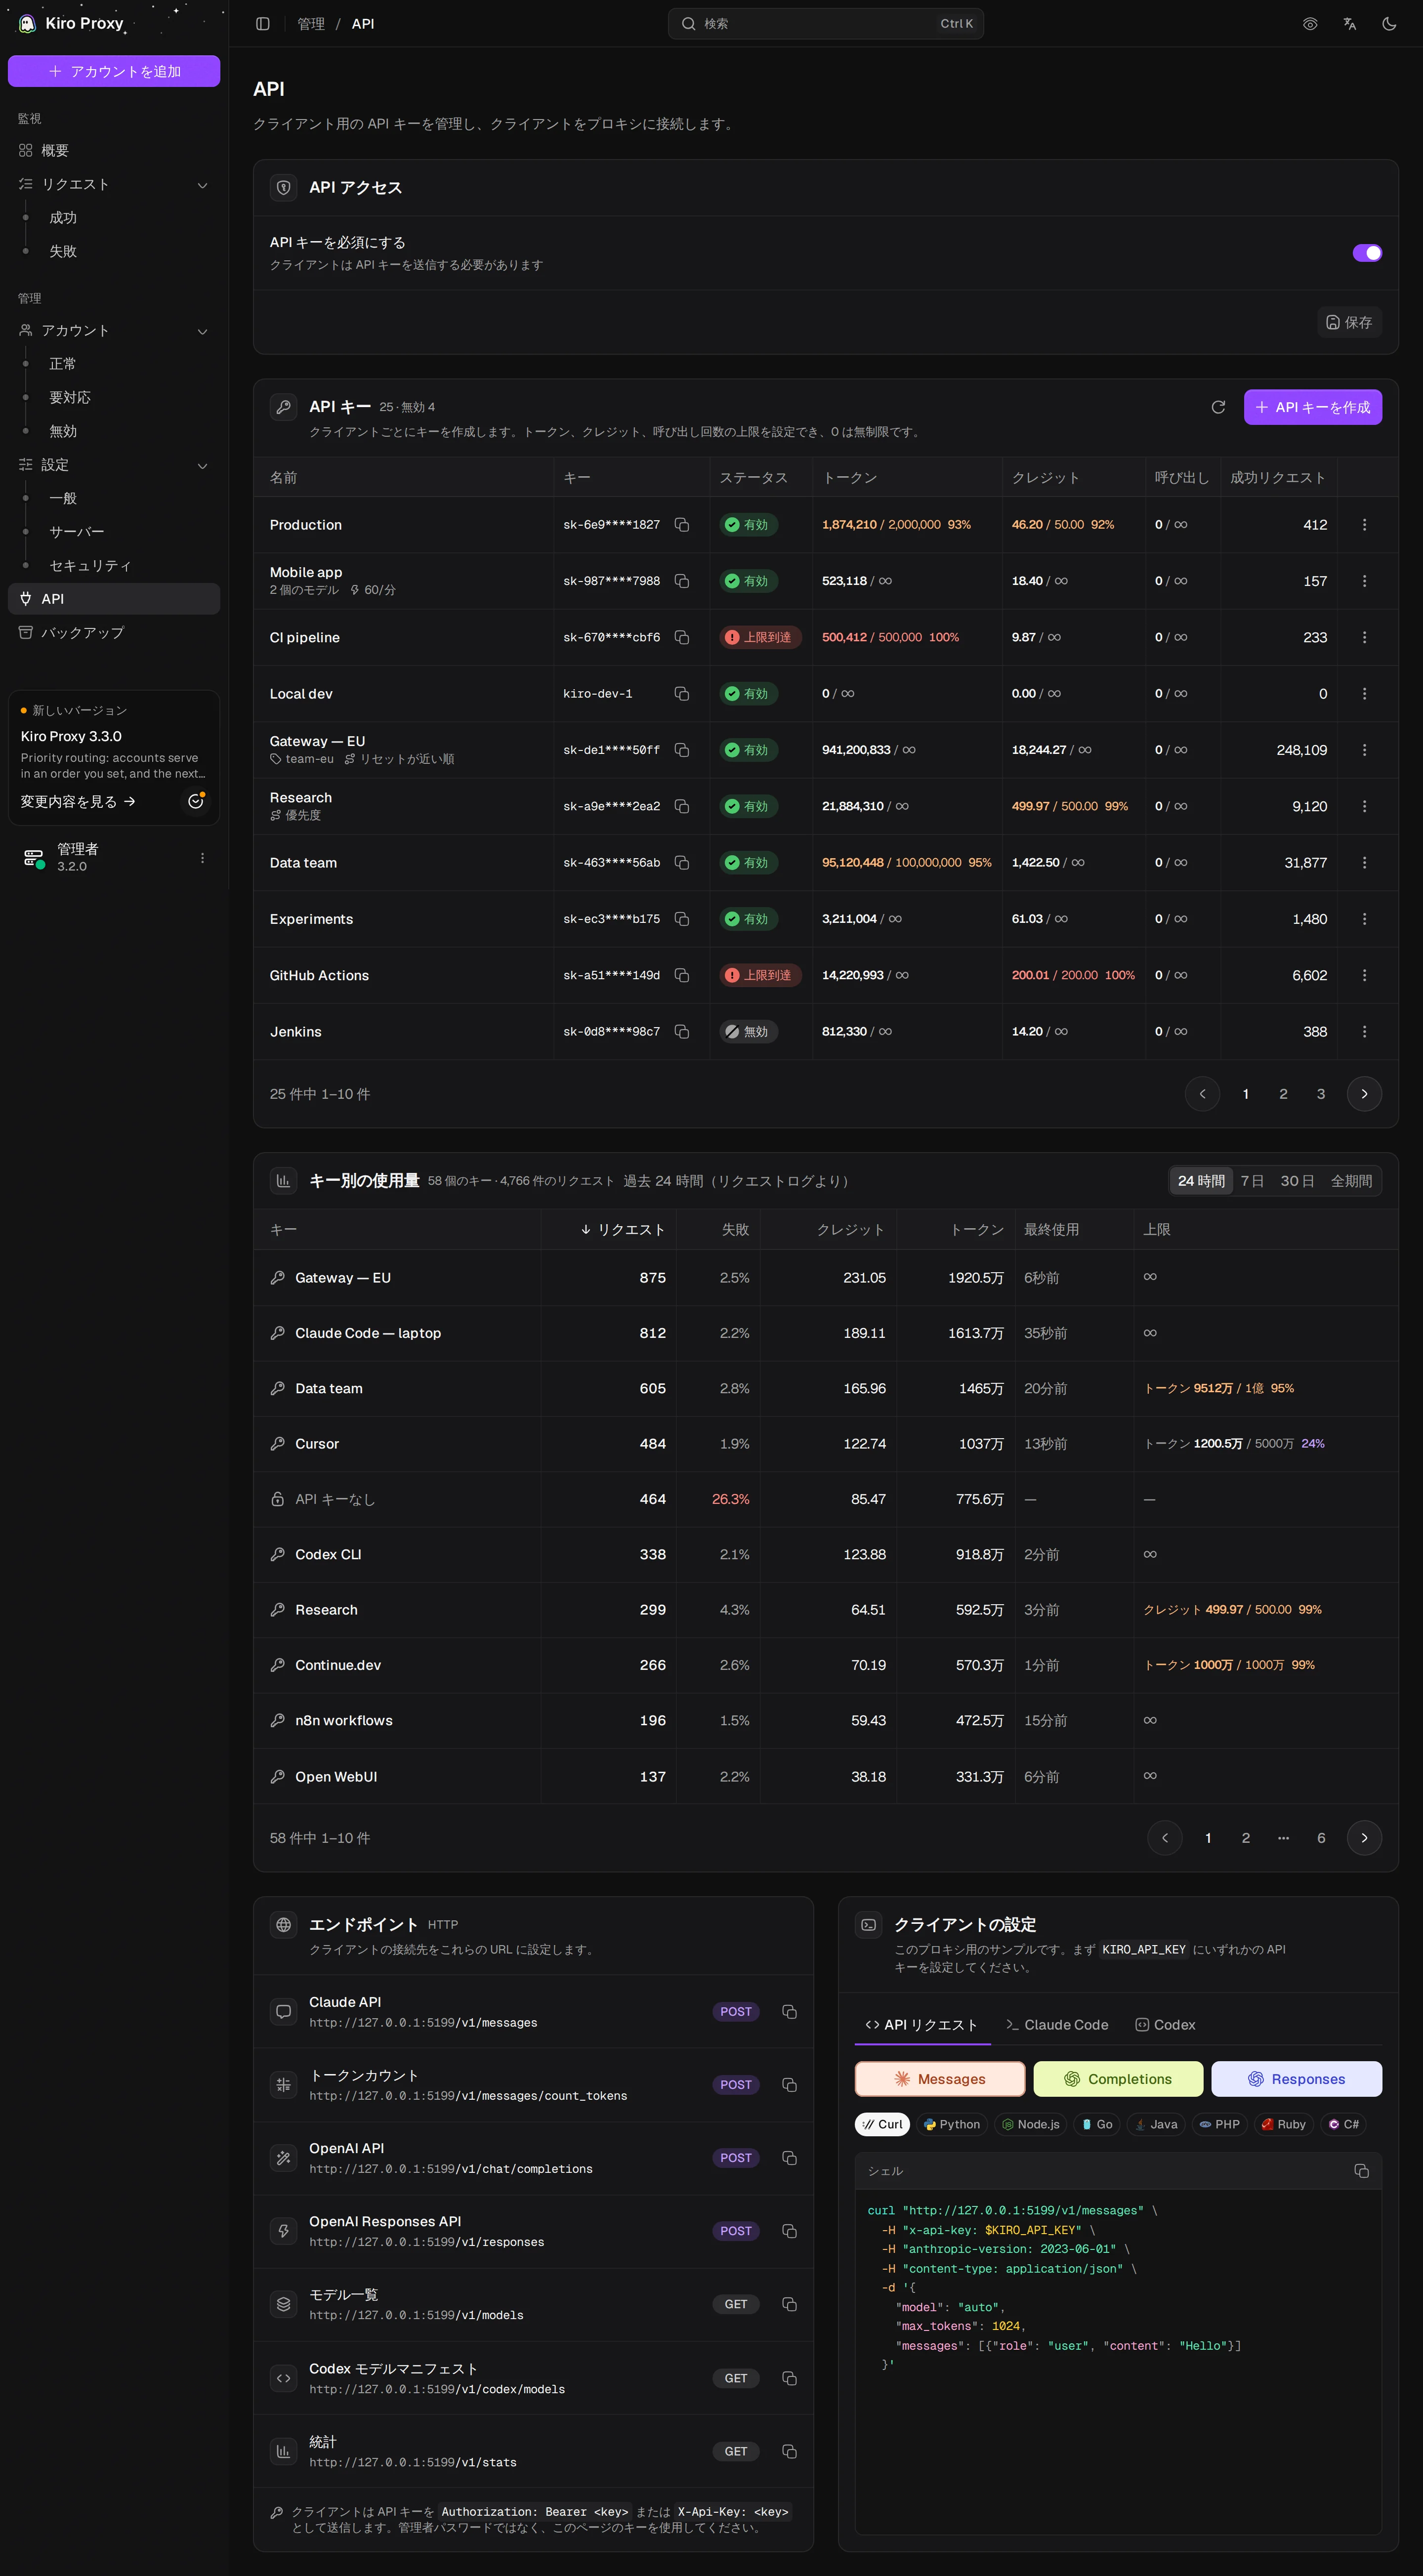 Kiro Proxy
アカウントを追加
監視
概要
リクエスト
成功
失敗
管理
アカウント
正常
要対応
無効
設定
一般
サーバー
セキュリティ
API
バックアップ
新しいバージョン
Kiro Proxy 3.3.0
Priority routing: accounts serve
in an order you set, and the next…
変更内容を見る
管理者
3.2.0
管理 / API
検索 Ctrl K
API
クライアント用の API キーを管理し、クライアントをプロキシに接続します。
API アクセス
API キーを必須にする
クライアントは API キーを送信する必要があります
保存
API キー 25 · 無効 4
API キーを作成
クライアントごとにキーを作成します。トークン、クレジット、呼び出し回数の上限を設定でき、0 は無制限です。
名前 キー ステータス トークン クレジット 呼び出し 成功リクエスト
Production sk-6e9****1827 有効 1,874,210 / 2,000,000 93% 46.20 / 50.00 92% 0 / ∞ 412
Mobile app sk-987****7988 有効 523,118 / ∞ 18.40 / ∞ 0 / ∞ 157
2 個のモデル 60/分
CI pipeline sk-670****cbf6 上限到達 500,412 / 500,000 100% 9.87 / ∞ 0 / ∞ 233
Local dev kiro-dev-1 有効 0 / ∞ 0.00 / ∞ 0 / ∞ 0
Gateway — EU sk-de1****50ff 有効 941,200,833 / ∞ 18,244.27 / ∞ 0 / ∞ 248,109
team-eu リセットが近い順
Research sk-a9e****2ea2 有効 21,884,310 / ∞ 499.97 / 500.00 99% 0 / ∞ 9,120
優先度
Data team sk-463****56ab 有効 95,120,448 / 100,000,000 95% 1,422.50 / ∞ 0 / ∞ 31,877
Experiments sk-ec3****b175 有効 3,211,004 / ∞ 61.03 / ∞ 0 / ∞ 1,480
GitHub Actions sk-a51****149d 上限到達 14,220,993 / ∞ 200.01 / 200.00 100% 0 / ∞ 6,602
Jenkins sk-0d8****98c7 無効 812,330 / ∞ 14.20 / ∞ 0 / ∞ 388
25 件中 1–10 件 1 2 3
キー別の使用量 58 個のキー · 4,766 件のリクエスト 過去 24 時間（リクエストログより） 24 時間 7 日 30 日 全期間
キー ↓ リクエスト 失敗 クレジット トークン 最終使用 上限
Gateway — EU 875 2.5% 231.05 1920.5万 6秒前 ∞
Claude Code — laptop 812 2.2% 189.11 1613.7万 35秒前 ∞
Data team 605 2.8% 165.96 1465万 20分前 トークン 9512万 / 1億 95%
Cursor 484 1.9% 122.74 1037万 13秒前 トークン 1200.5万 / 5000万 24%
API キーなし 464 26.3% 85.47 775.6万 — —
Codex CLI 338 2.1% 123.88 918.8万 2分前 ∞
Research 299 4.3% 64.51 592.5万 3分前 クレジット 499.97 / 500.00 99%
Continue.dev 266 2.6% 70.19 570.3万 1分前 トークン 1000万 / 1000万 99%
n8n workflows 196 1.5% 59.43 472.5万 15分前 ∞
Open WebUI 137 2.2% 38.18 331.3万 6分前 ∞
58 件中 1–10 件 1 2 ••• 6
エンドポイント HTTP
クライアントの接続先をこれらの URL に設定します。
Claude API
http://127.0.0.1:5199/v1/messages POST
トークンカウント
http://127.0.0.1:5199/v1/messages/count_tokens POST
OpenAI API
http://127.0.0.1:5199/v1/chat/completions POST
OpenAI Responses API
http://127.0.0.1:5199/v1/responses POST
モデル一覧
http://127.0.0.1:5199/v1/models GET
Codex モデルマニフェスト
http://127.0.0.1:5199/v1/codex/models GET
統計
http://127.0.0.1:5199/v1/stats GET
クライアントは API キーを Authorization: Bearer <key> または X-Api-Key: <key>
として送信します。管理者パスワードではなく、このページのキーを使用してください。
クライアントの設定
このプロキシ用のサンプルです。まず KIRO_API_KEY にいずれかの API
キーを設定してください。
API リクエスト Claude Code Codex
Messages Completions Responses
Curl Python Node.js Go Java PHP Ruby C#
シェル
curl "http://127.0.0.1:5199/v1/messages" \
-H "x-api-key: $KIRO_API_KEY" \
-H "anthropic-version: 2023-06-01" \
-H "content-type: application/json" \
-d '{
"model": "auto",
"max_tokens": 1024,
"messages": [{"role": "user", "content": "Hello"}]
}'